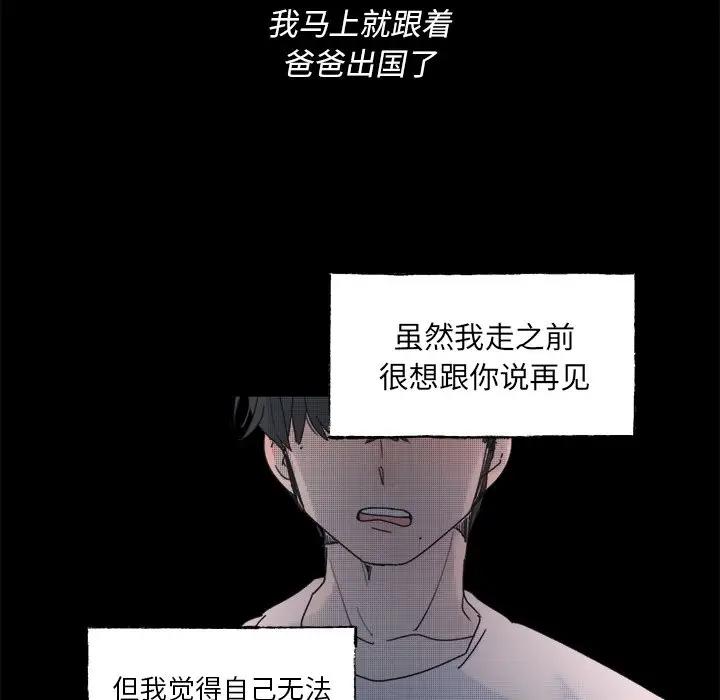 我马上就跟着
爸爸出国了
虽然我走之前
很想跟你说再见
但我觉得自己无法